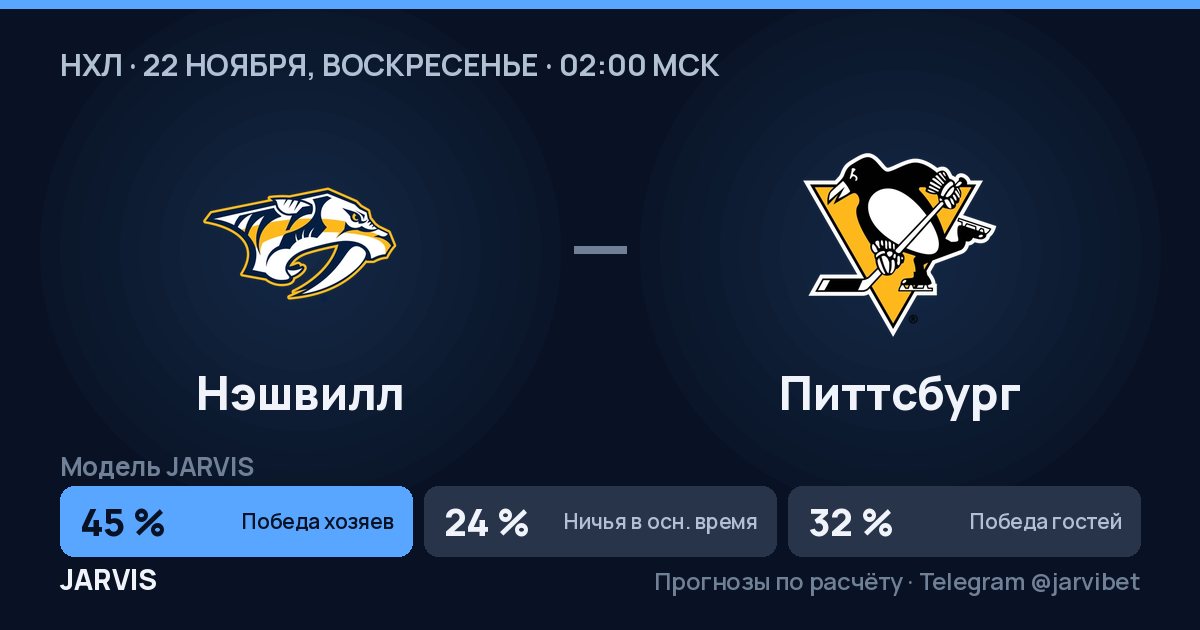 НХЛ · 22 НОЯБРЯ, ВОСКРЕСЕНЬЕ · 02:00 МСК
—
Нэшвилл
Питтсбург
Модель JARVIS
45 % Победа хозяев
24 % Ничья в осн. время
32 % Победа гостей
JARVIS
Прогнозы по расчёту · Telegram @jarvibet